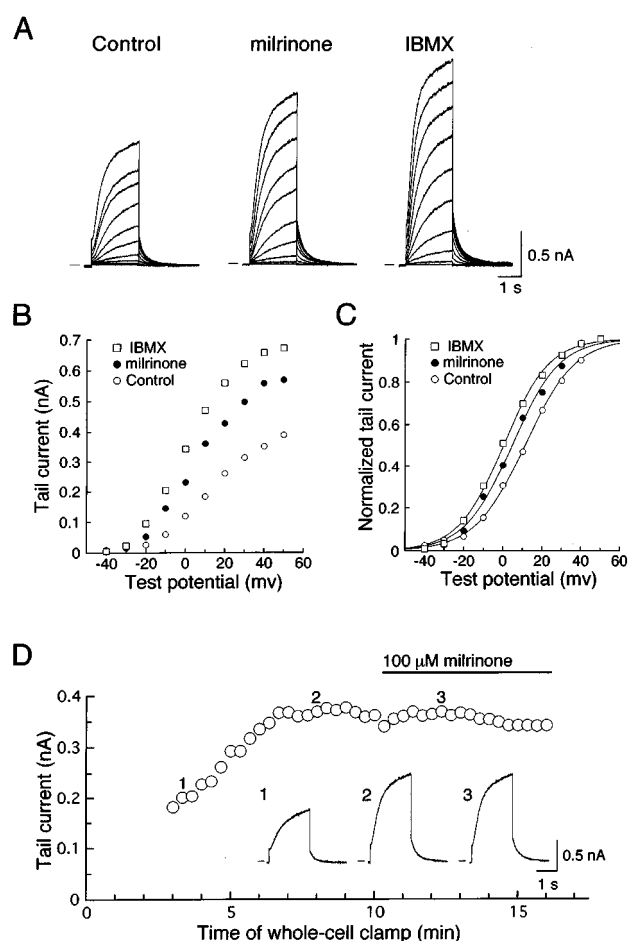 A
Control milrinone IBMX
0.5 nA
1 s
B
Tail current (nA)
0.7
0.6
0.5
0.4
0.3
0.2
0.1
0
IBMX
milrinone
Control
-40 -20 0 20 40 60
Test potential (mv)
C
Normalized tail current
1
0.8
0.6
0.4
0.2
0
IBMX
milrinone
Control
-40 -20 0 20 40 60
Test potential (mv)
D
100 μM milrinone
Tail current (nA)
0.4
0.3
0.2
0.1
0
1 2 3
1 2 3
0.5 nA
1 s
0 5 10 15
Time of whole-cell clamp (min)